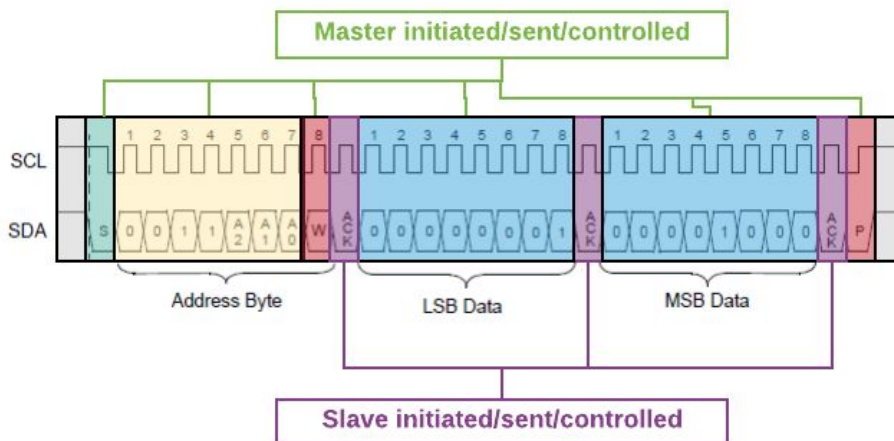 Master initiated/sent/controlled
1 2 3 4 5 6 7 8 1 2 3 4 5 6 7 8 1 2 3 4 5 6 7 8
SCL
SDA S 0 0 1 1 A2 A1 A0 W ACK 0 0 0 0 0 0 0 1 ACK 0 0 0 0 1 0 0 0 ACK P
Address Byte LSB Data MSB Data
Slave initiated/sent/controlled